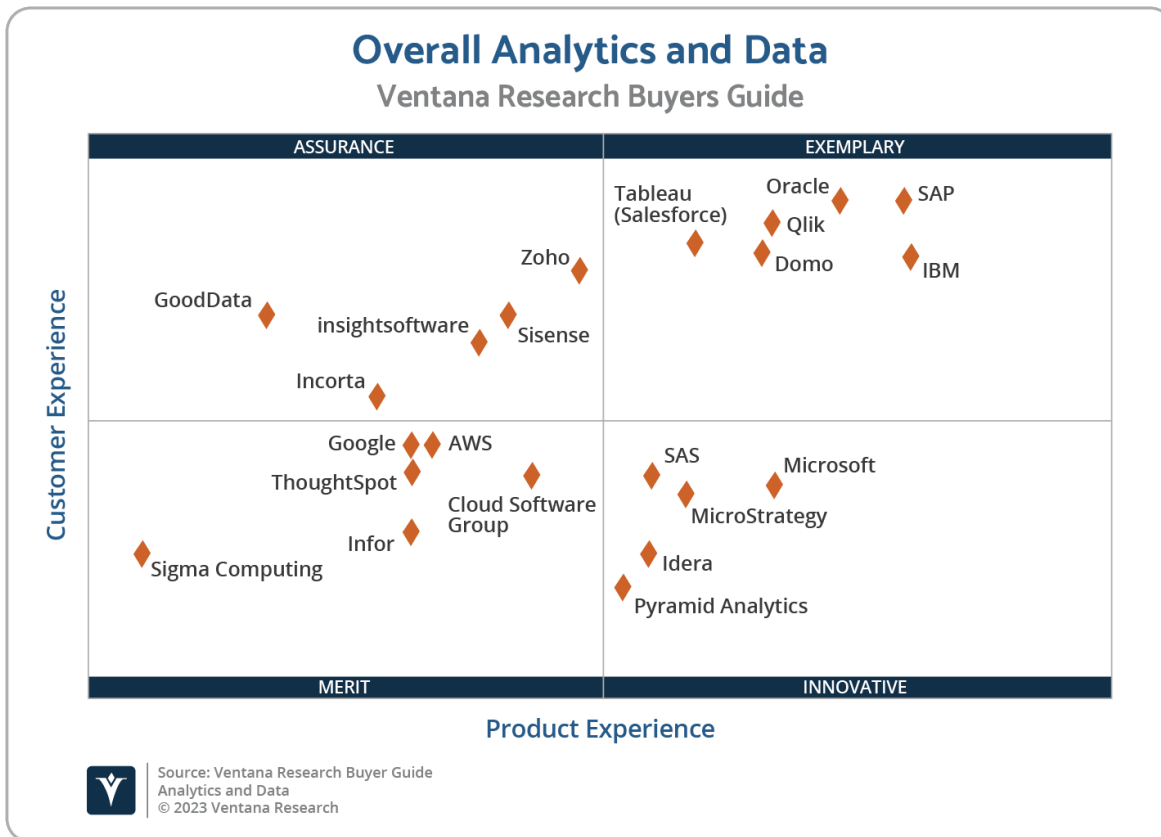 Overall Analytics and Data
Ventana Research Buyers Guide
ASSURANCE
EXEMPLARY
Tableau
(Salesforce)
Oracle
SAP
Qlik
Domo
IBM
Zoho
GoodData
insightsoftware
Sisense
Incorta
Customer Experience
Google
AWS
ThoughtSpot
Cloud Software
Group
Infor
Sigma Computing
SAS
Microsoft
MicroStrategy
Idera
Pyramid Analytics
MERIT
INNOVATIVE
Product Experience
Source: Ventana Research Buyer Guide
Analytics and Data
© 2023 Ventana Research